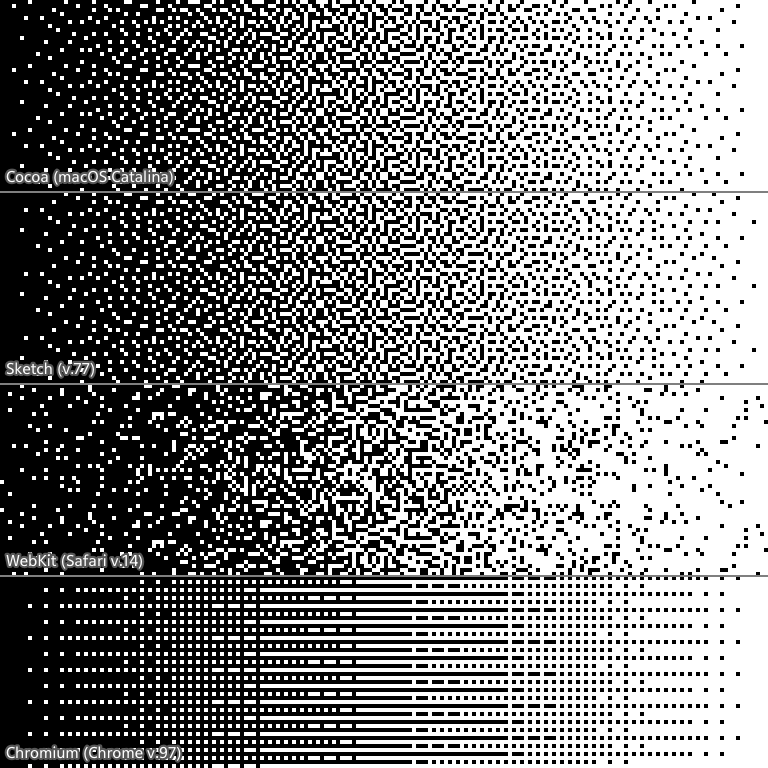 Cocoa (macOS Catalina)
Sketch (v.77)
WebKit (Safari v.14)
Chromium (Chrome v.97)